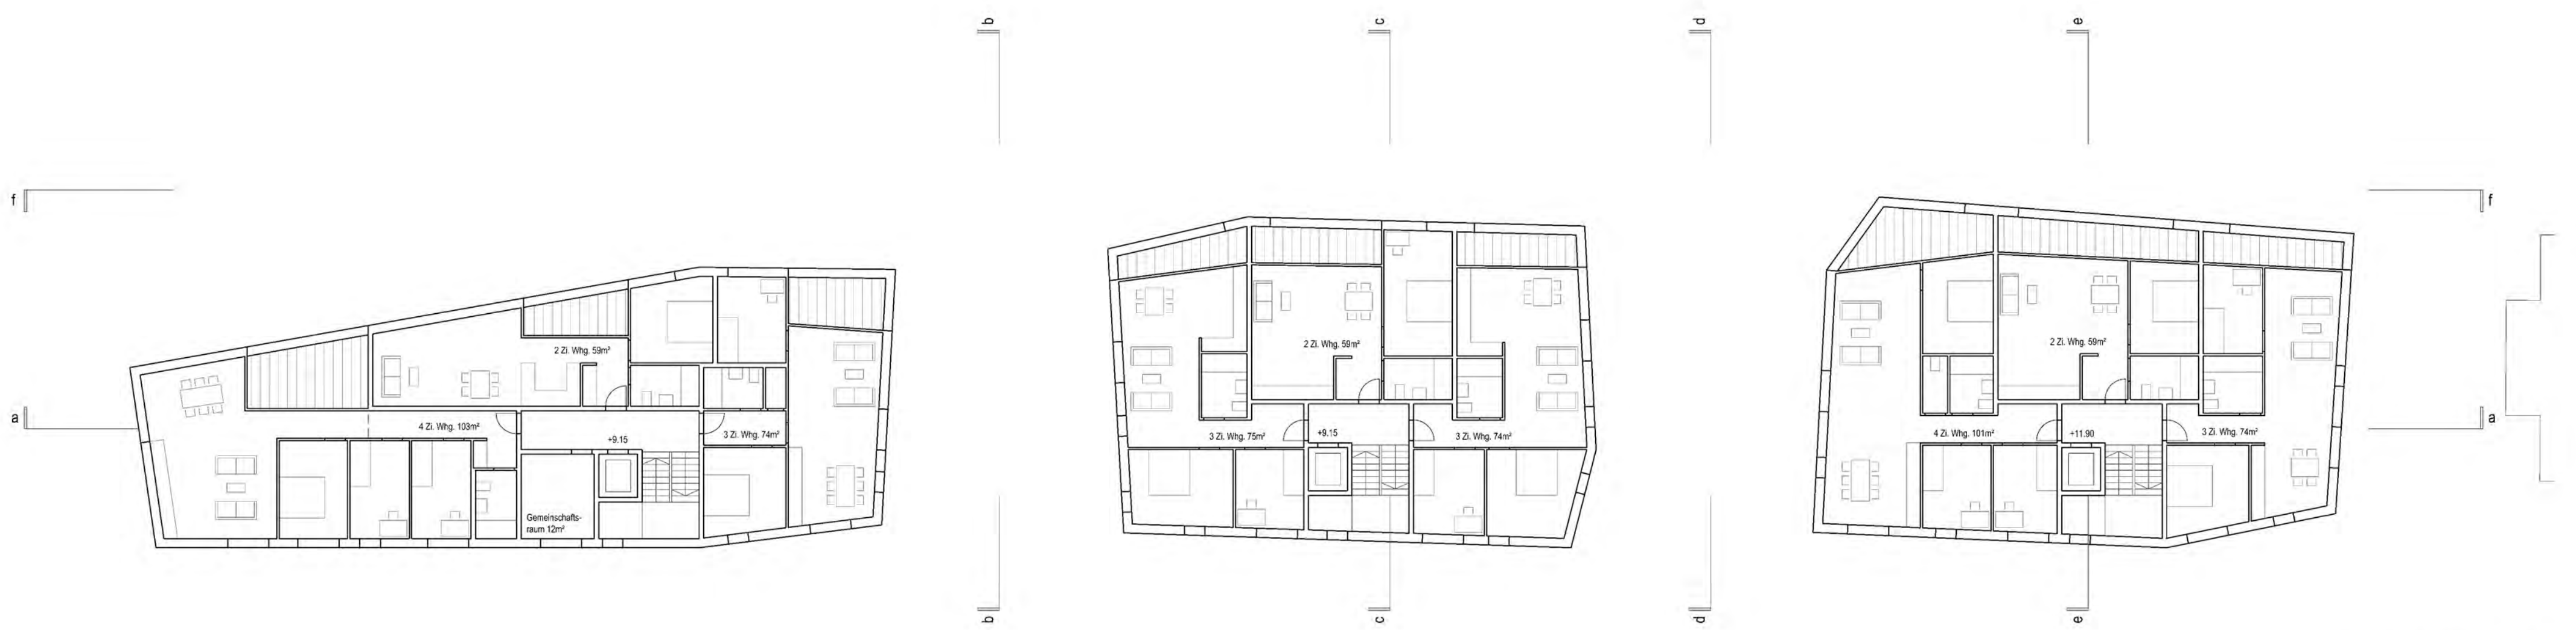 b
c
d
e
f
f
a
a
2 Zi. Whg. 59m²
4 Zi. Whg. 103m²
+9.15
3 Zi. Whg. 74m²
Gemeinschafts-
raum 12m²
2 Zi. Whg. 59m²
3 Zi. Whg. 75m²
+9.15
3 Zi. Whg. 74m²
2 Zi. Whg. 59m²
4 Zi. Whg. 101m²
+11.90
3 Zi. Whg. 74m²
b
c
d
e